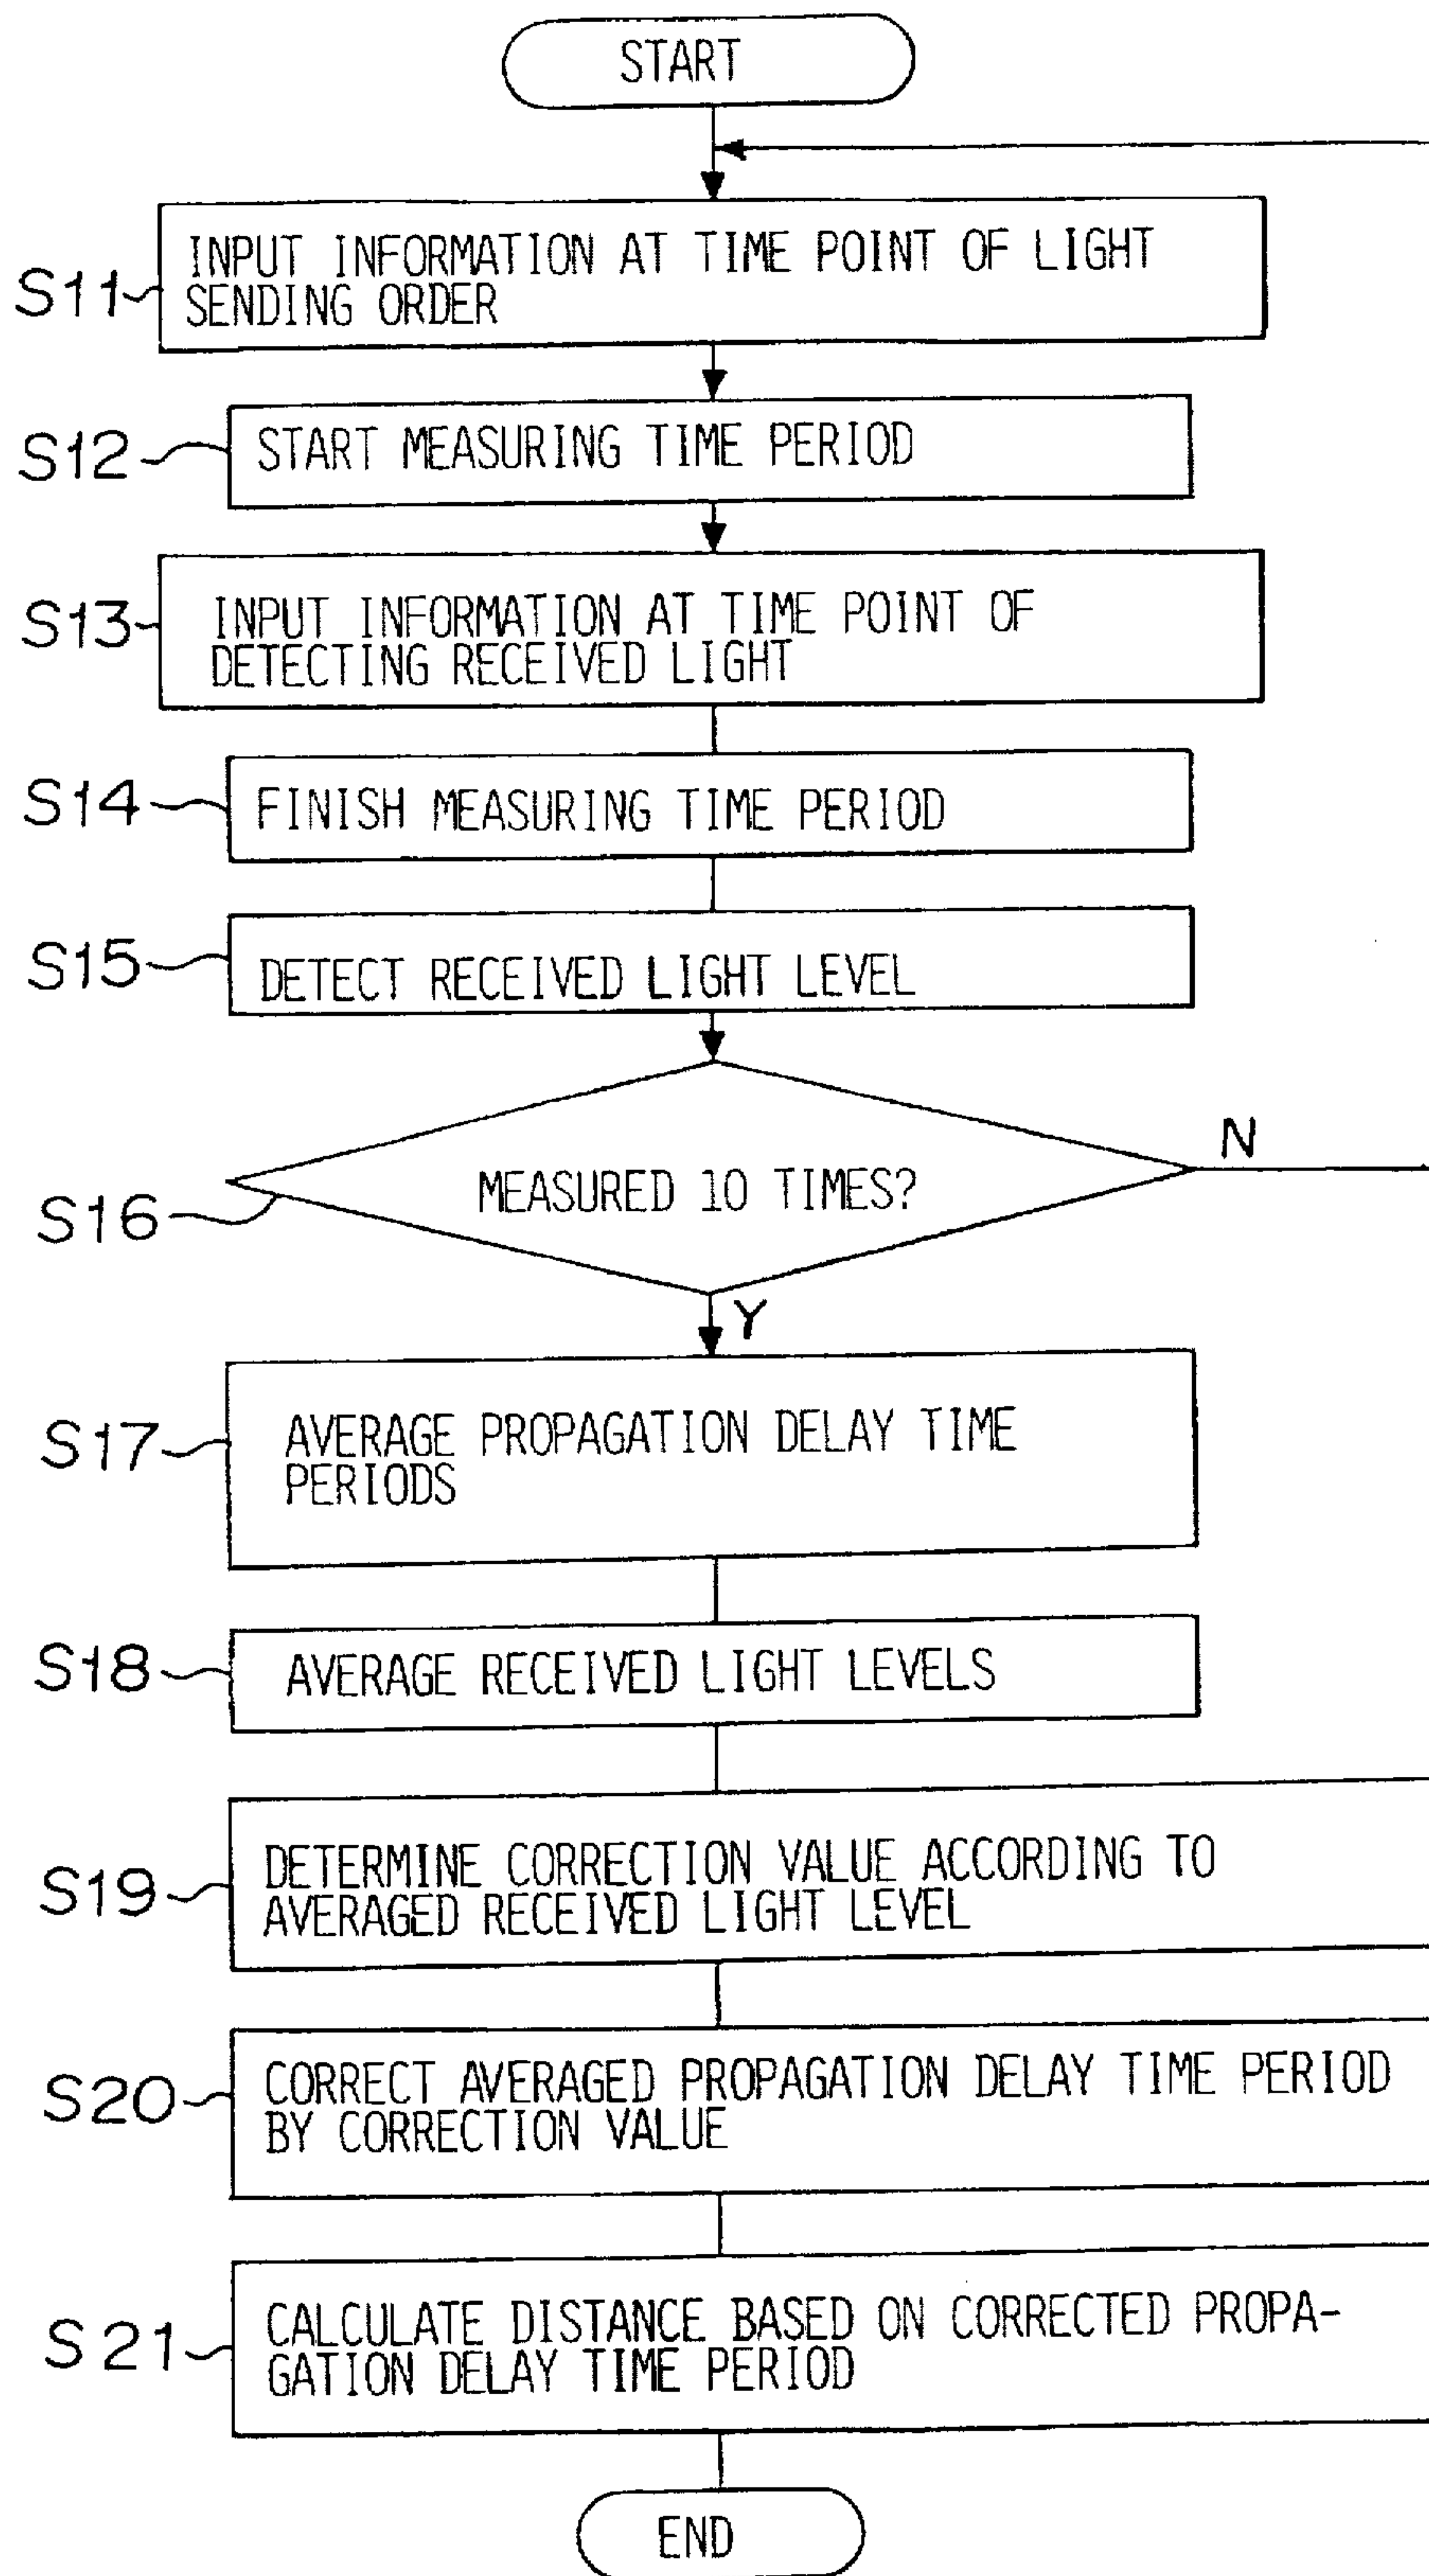 START
S11
INPUT INFORMATION AT TIME POINT OF LIGHT
SENDING ORDER
S12
START MEASURING TIME PERIOD
S13
INPUT INFORMATION AT TIME POINT OF
DETECTING RECEIVED LIGHT
S14
FINISH MEASURING TIME PERIOD
S15
DETECT RECEIVED LIGHT LEVEL
S16
MEASURED 10 TIMES?
N
Y
S17
AVERAGE PROPAGATION DELAY TIME
PERIODS
S18
AVERAGE RECEIVED LIGHT LEVELS
S19
DETERMINE CORRECTION VALUE ACCORDING TO
AVERAGED RECEIVED LIGHT LEVEL
S20
CORRECT AVERAGED PROPAGATION DELAY TIME PERIOD
BY CORRECTION VALUE
S21
CALCULATE DISTANCE BASED ON CORRECTED PROPA-
GATION DELAY TIME PERIOD
END